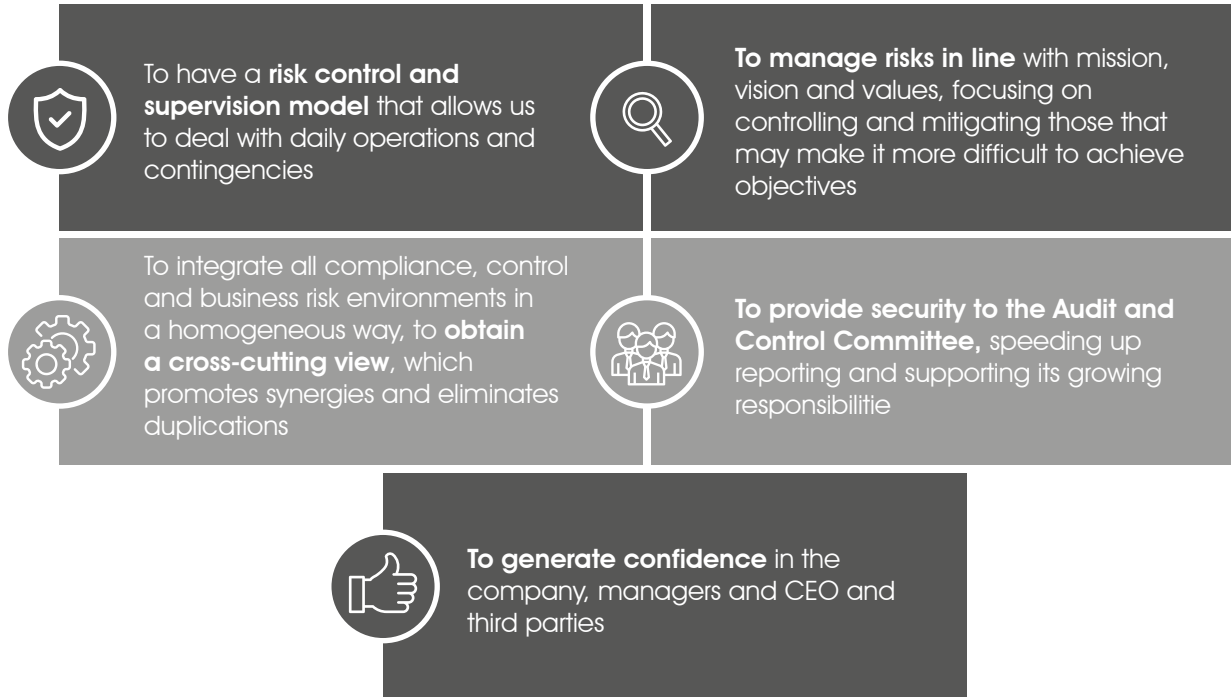 To have a risk control and
supervision model that allows us
to deal with daily operations and
contingencies
To manage risks in line with mission,
vision and values, focusing on
controlling and mitigating those that
may make it more difficult to achieve
objectives
To integrate all compliance, control
and business risk environments in
a homogeneous way, to obtain
a cross-cutting view, which
promotes synergies and eliminates
duplications
To provide security to the Audit and
Control Committee, speeding up
reporting and supporting its growing
responsibilitie
To generate confidence in the
company, managers and CEO and
third parties